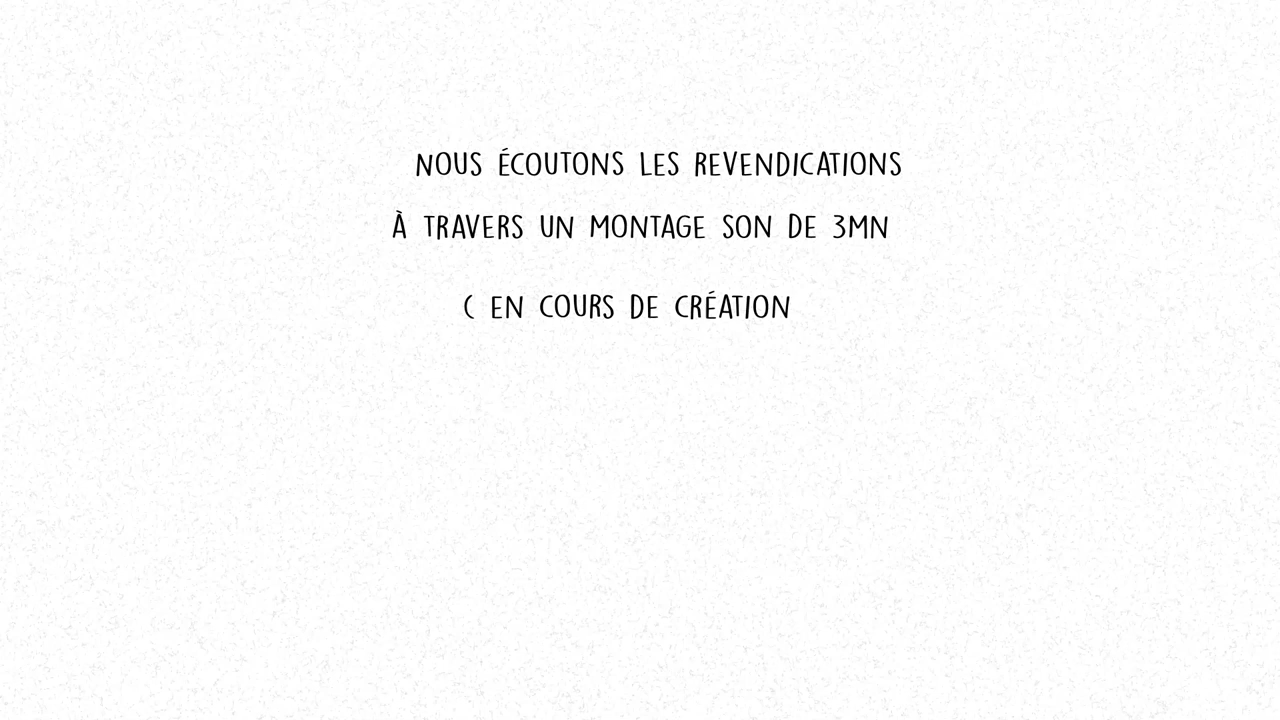 NOUS ÉCOUTONS LES REVENDICATIONS
À TRAVERS UN MONTAGE SON DE 3MN
( EN COURS DE CRÉATION